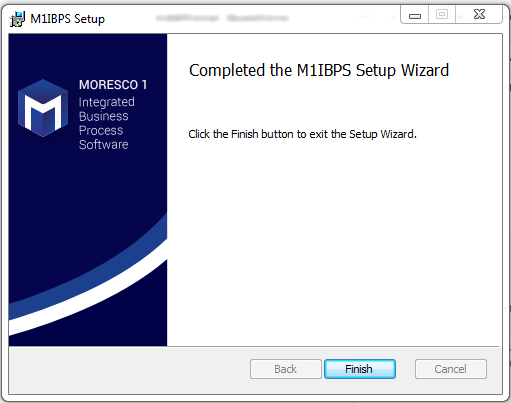 M1IBPS Setup
MORESCO 1
Integrated
Business
Process
Software
Completed the M1IBPS Setup Wizard
Click the Finish button to exit the Setup Wizard.
Back
Finish
Cancel